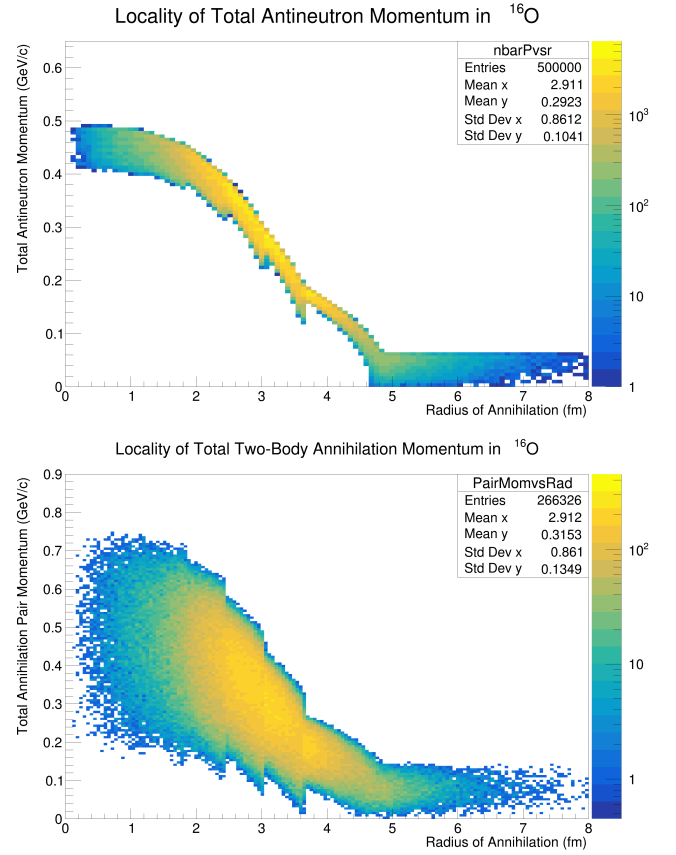 Locality of Total Antineutron Momentum in ¹⁶O
Total Antineutron Momentum (GeV/c)
nbarPvsr
Entries 500000
Mean x 2.911
Mean y 0.2923
Std Dev x 0.8612
Std Dev y 0.1041
0.6
0.5
0.4
0.3
0.2
0.1
0
0 1 2 3 4 5 6 7 8
Radius of Annihilation (fm)
10³
10²
10
1
Locality of Total Two-Body Annihilation Momentum in ¹⁶O
Total Annihilation Pair Momentum (GeV/c)
PairMomvsRad
Entries 266326
Mean x 2.912
Mean y 0.3153
Std Dev x 0.861
Std Dev y 0.1349
0.9
0.8
0.7
0.6
0.5
0.4
0.3
0.2
0.1
0
0 1 2 3 4 5 6 7 8
Radius of Annihilation (fm)
10²
10
1